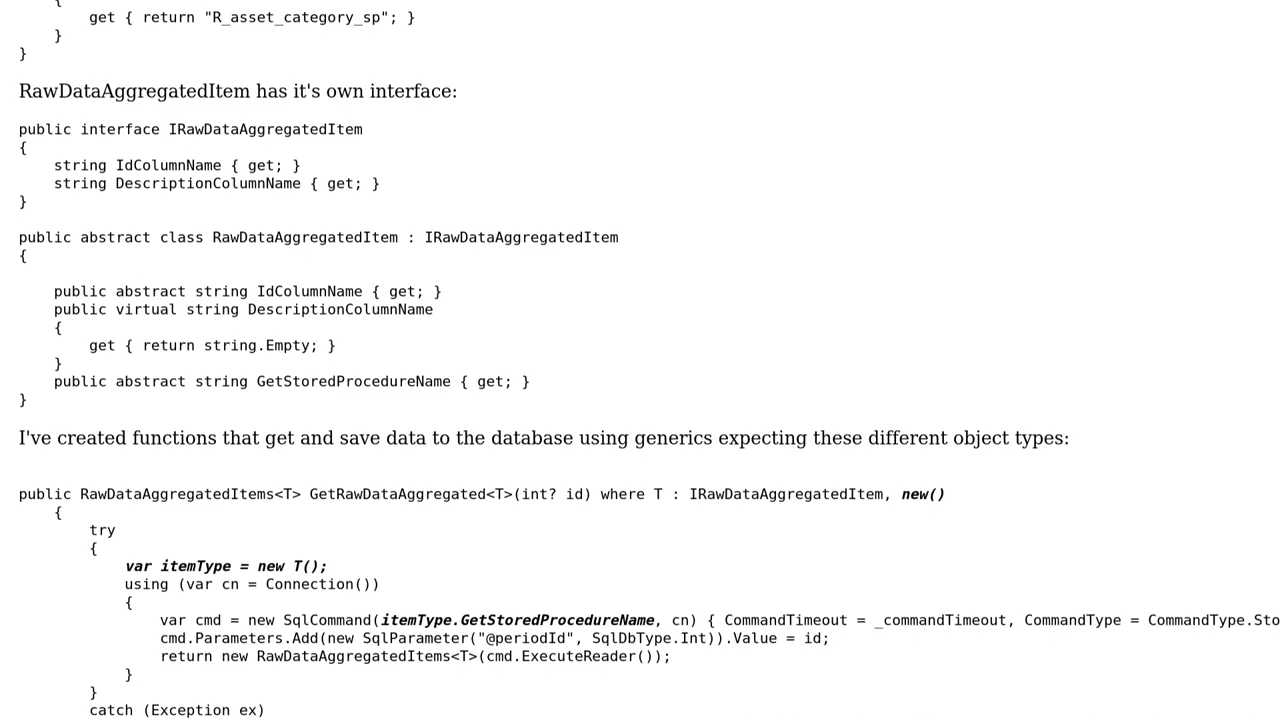 {
get { return "R_asset_category_sp"; }
}
}
RawDataAggregatedItem has it's own interface:
public interface IRawDataAggregatedItem
{
string IdColumnName { get; }
string DescriptionColumnName { get; }
}
public abstract class RawDataAggregatedItem : IRawDataAggregatedItem
{
public abstract string IdColumnName { get; }
public virtual string DescriptionColumnName
{
get { return string.Empty; }
}
public abstract string GetStoredProcedureName { get; }
}
I've created functions that get and save data to the database using generics expecting these different object types:
public RawDataAggregatedItems<T> GetRawDataAggregated<T>(int? id) where T : IRawDataAggregatedItem, new()
{
try
{
var itemType = new T();
using (var cn = Connection())
{
var cmd = new SqlCommand(itemType.GetStoredProcedureName, cn) { CommandTimeout = _commandTimeout, CommandType = CommandType.Sto
cmd.Parameters.Add(new SqlParameter("@periodId", SqlDbType.Int)).Value = id;
return new RawDataAggregatedItems<T>(cmd.ExecuteReader());
}
}
catch (Exception ex)